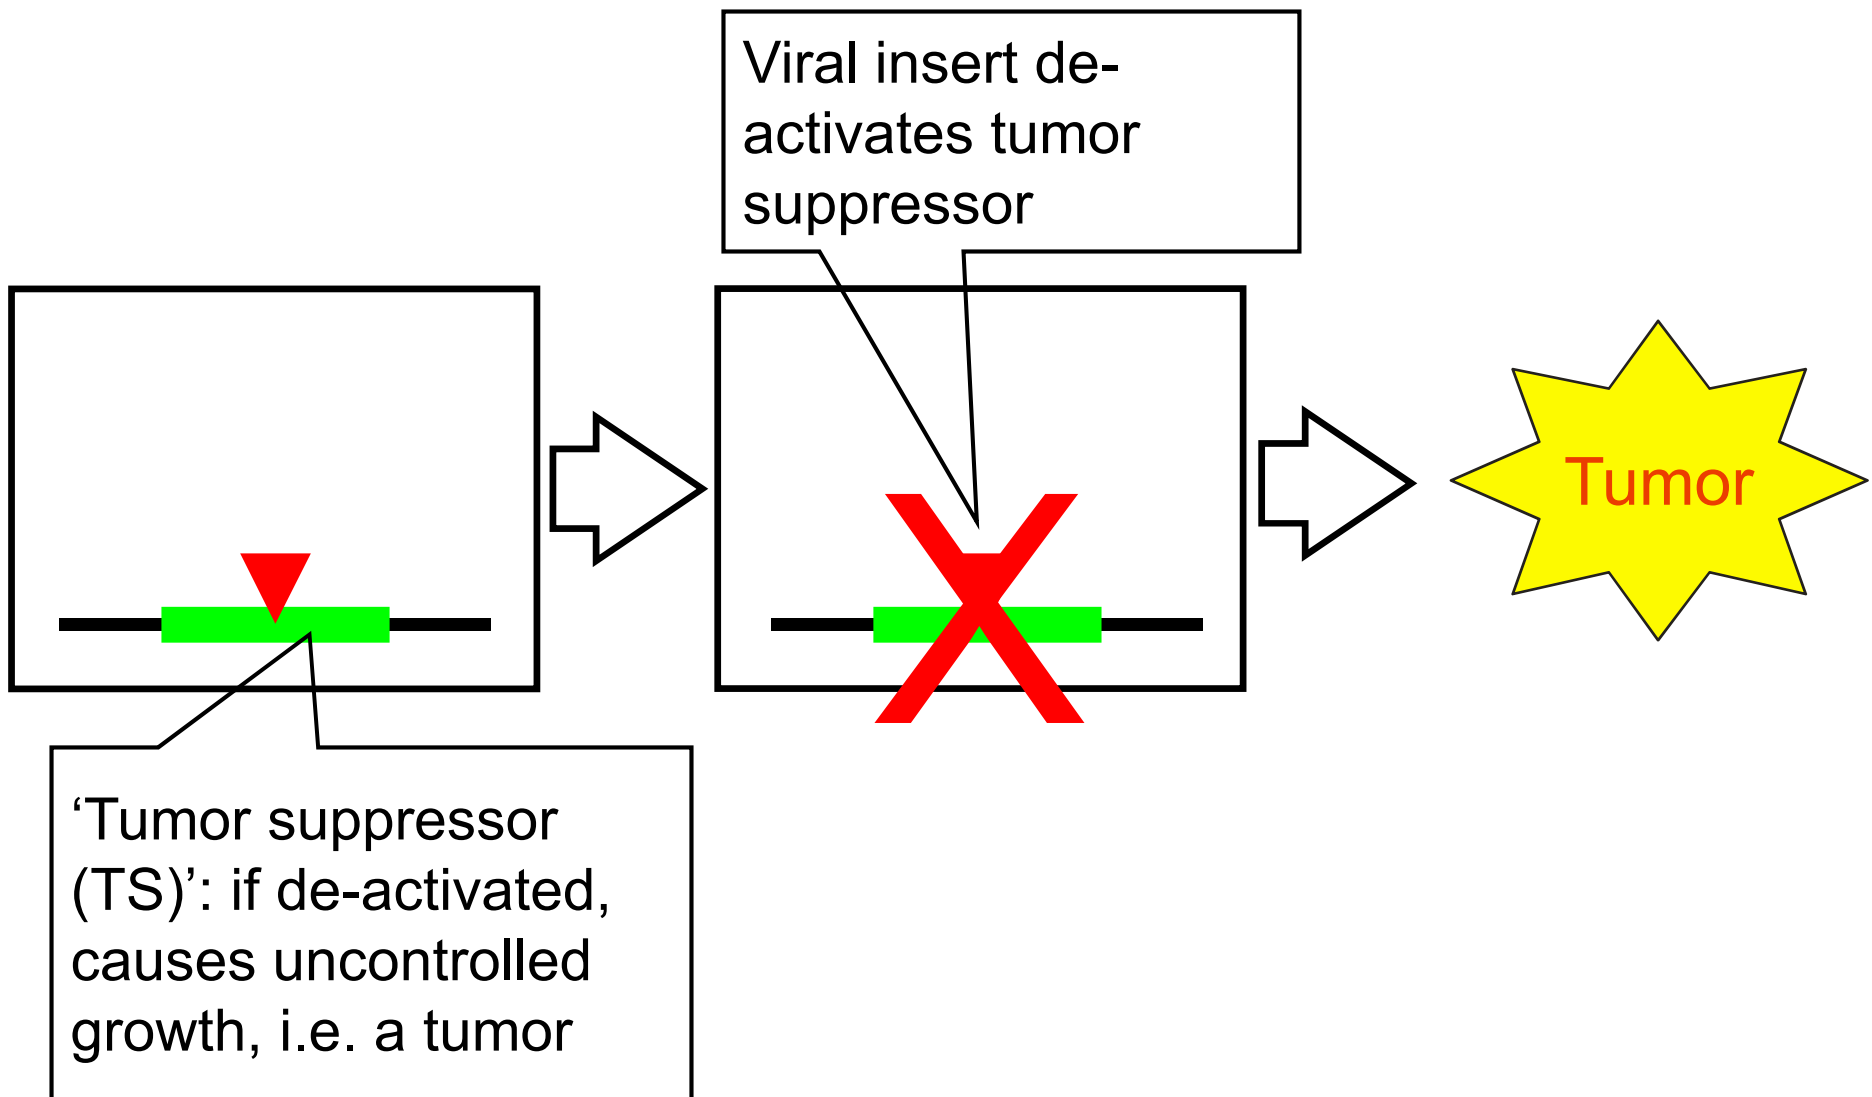 Viral insert de-
activates tumor
suppressor
Tumor
‘Tumor suppressor
(TS)’: if de-activated,
causes uncontrolled
growth, i.e. a tumor